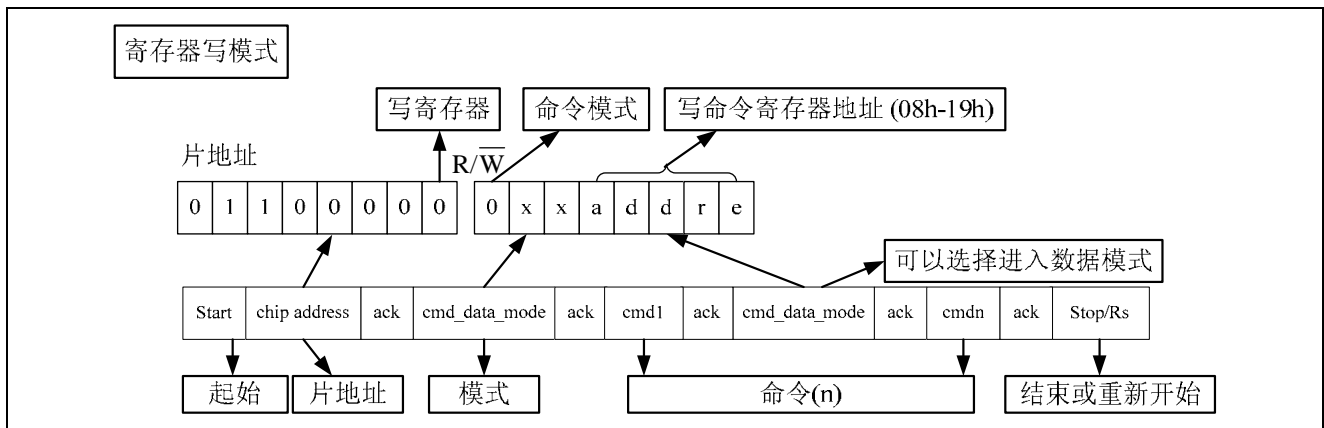 寄存器写模式
写寄存器
命令模式
写命令寄存器地址 (08h-19h)
片地址
R/W̅
0 1 1 0 0 0 0 0
0 x x a d d r e
可以选择进入数据模式
Start chip address ack cmd_data_mode ack cmd1 ack cmd_data_mode ack cmdn ack Stop/Rs
起始 片地址 模式 命令(n) 结束或重新开始